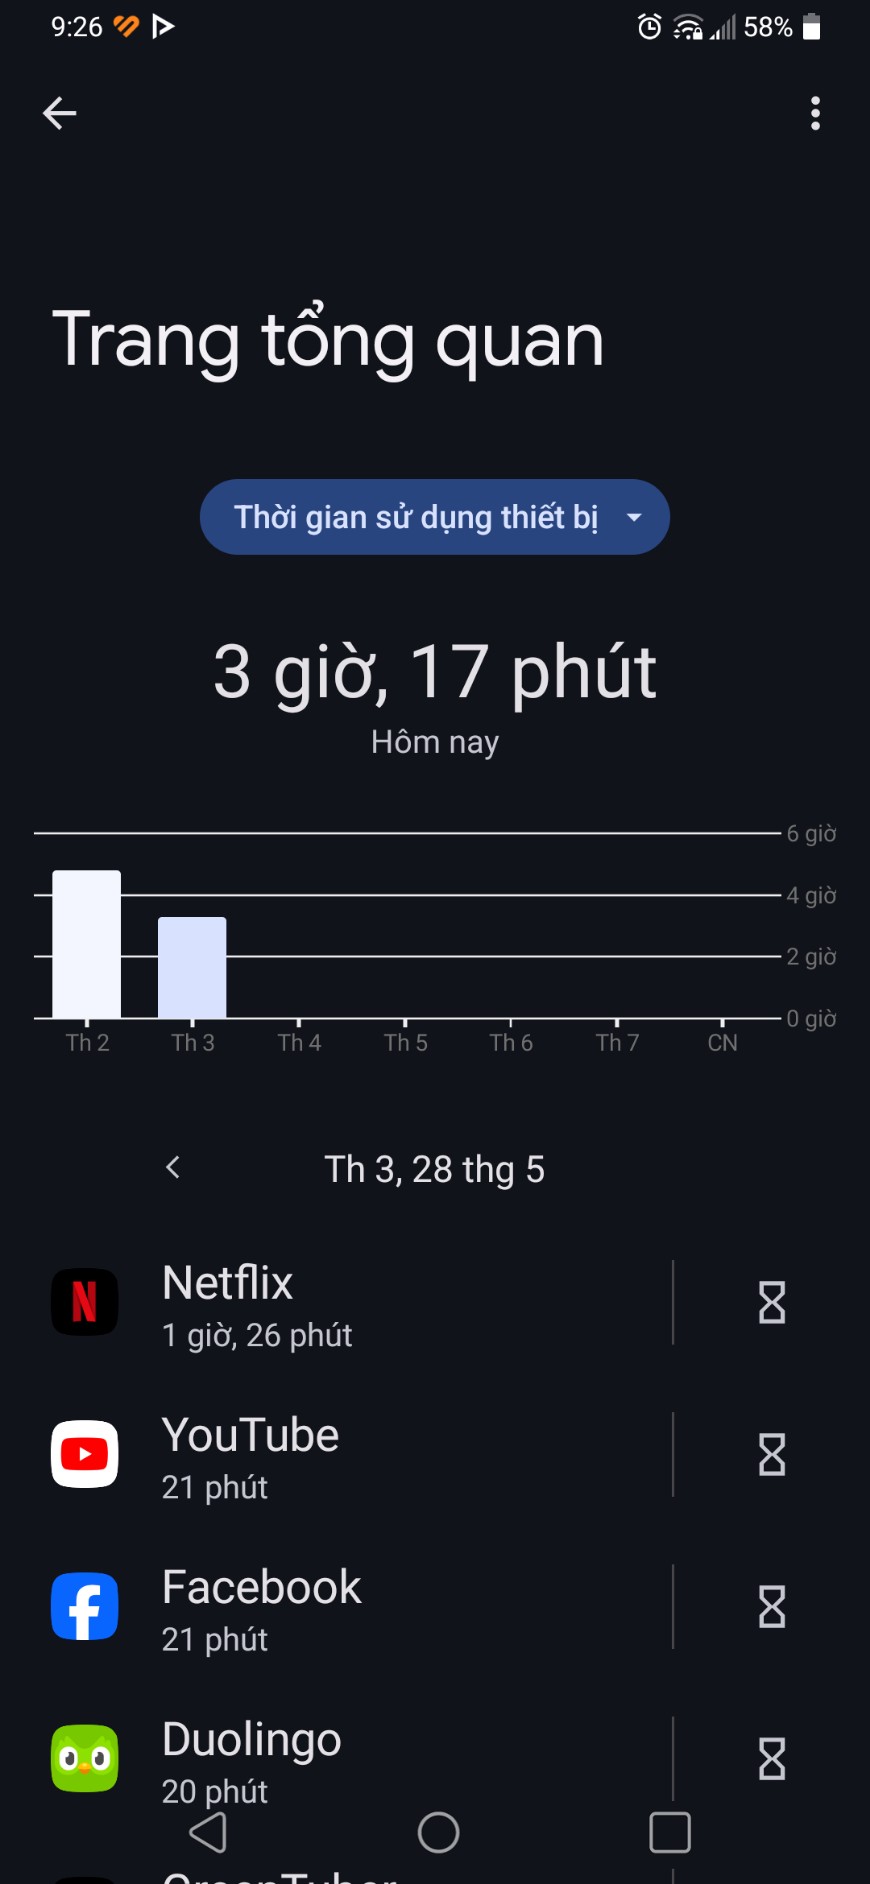 9:26
58%
Trang tổng quan
Thời gian sử dụng thiết bị
3 giờ, 17 phút
Hôm nay
6 giờ
4 giờ
2 giờ
0 giờ
Th 2 Th 3 Th 4 Th 5 Th 6 Th 7 CN
Th 3, 28 thg 5
Netflix
1 giờ, 26 phút
YouTube
21 phút
Facebook
21 phút
Duolingo
20 phút